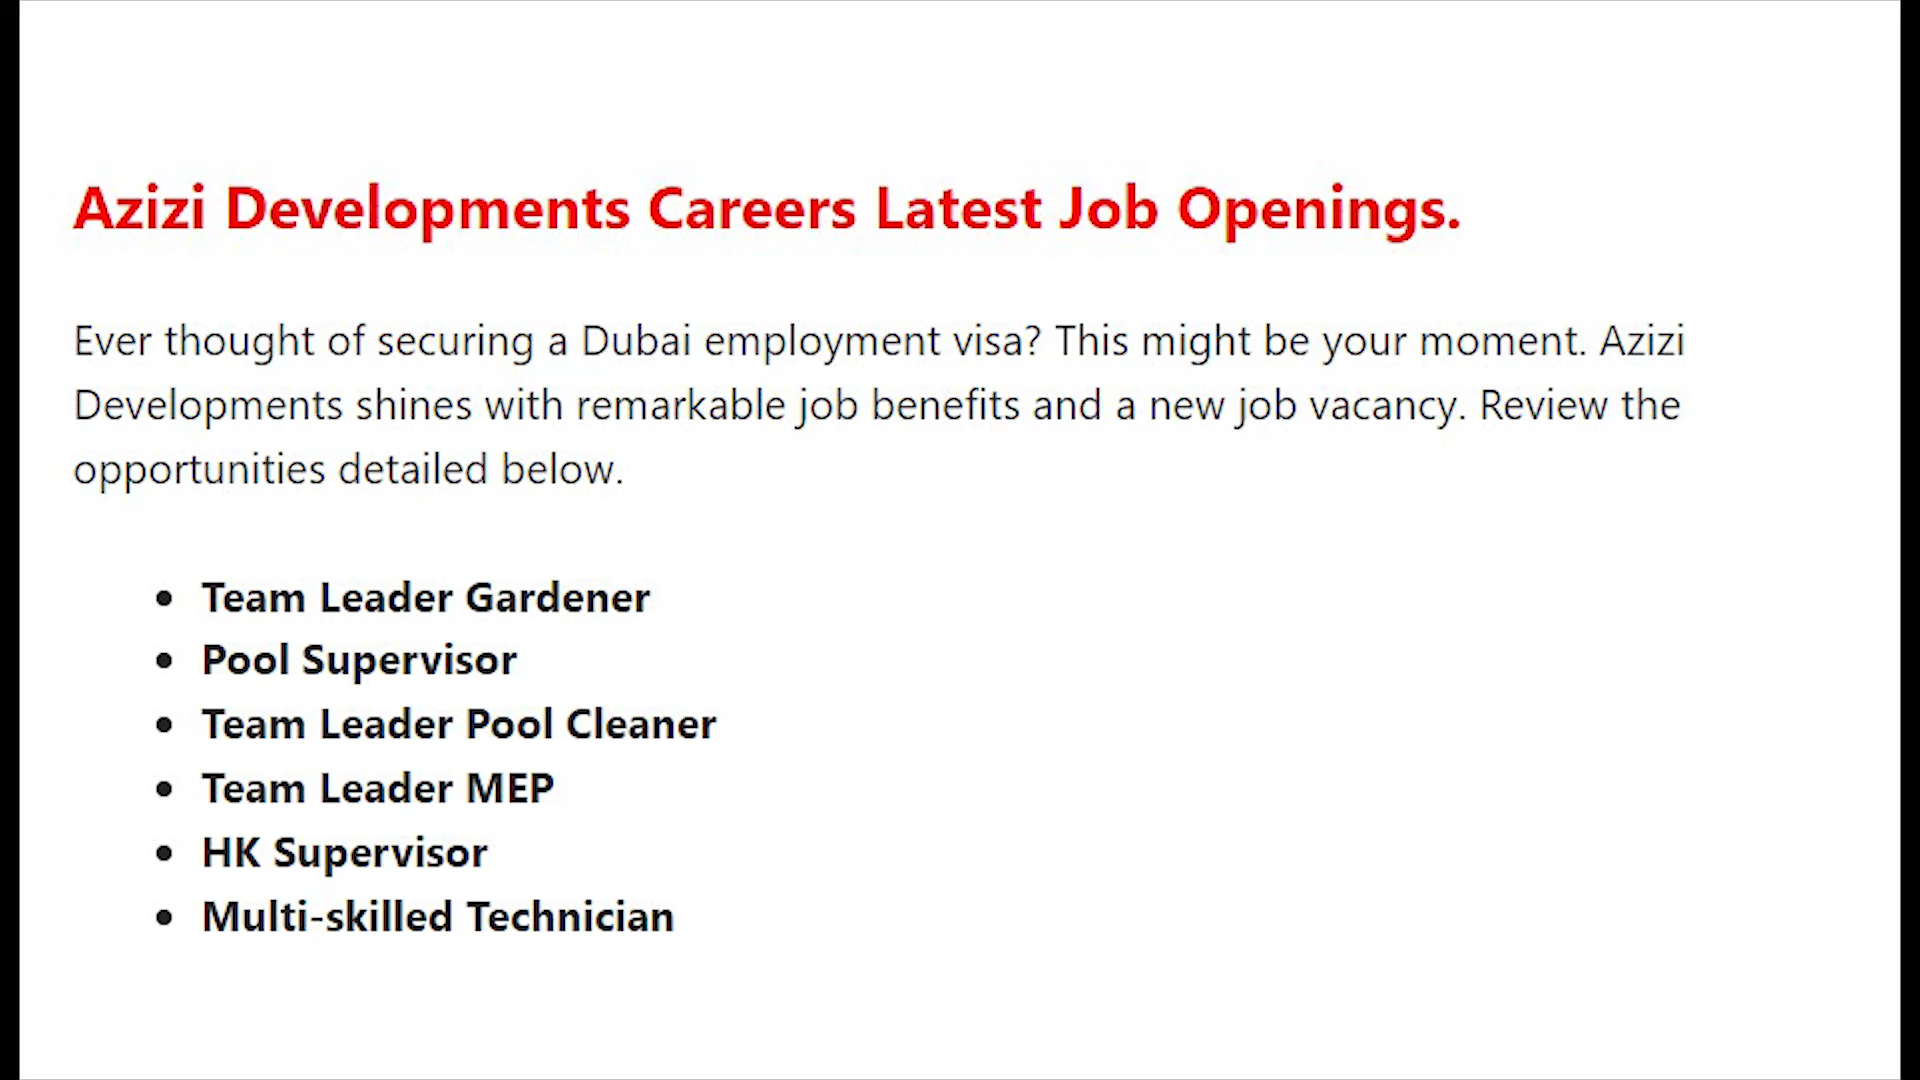 Azizi Developments Careers Latest Job Openings.
Ever thought of securing a Dubai employment visa? This might be your moment. Azizi
Developments shines with remarkable job benefits and a new job vacancy. Review the
opportunities detailed below.
• Team Leader Gardener
• Pool Supervisor
• Team Leader Pool Cleaner
• Team Leader MEP
• HK Supervisor
• Multi-skilled Technician